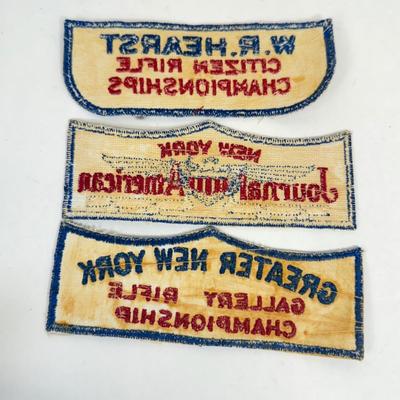 W.R. HEARST
CITIZEN RIFLE
CHAMPIONSHIPS
NEW YORK
Journal American
GREATER NEW YORK
GALLERY RIFLE
CHAMPIONSHIP